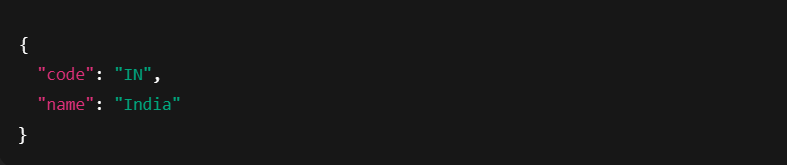 {
  "code": "IN",
  "name": "India"
}